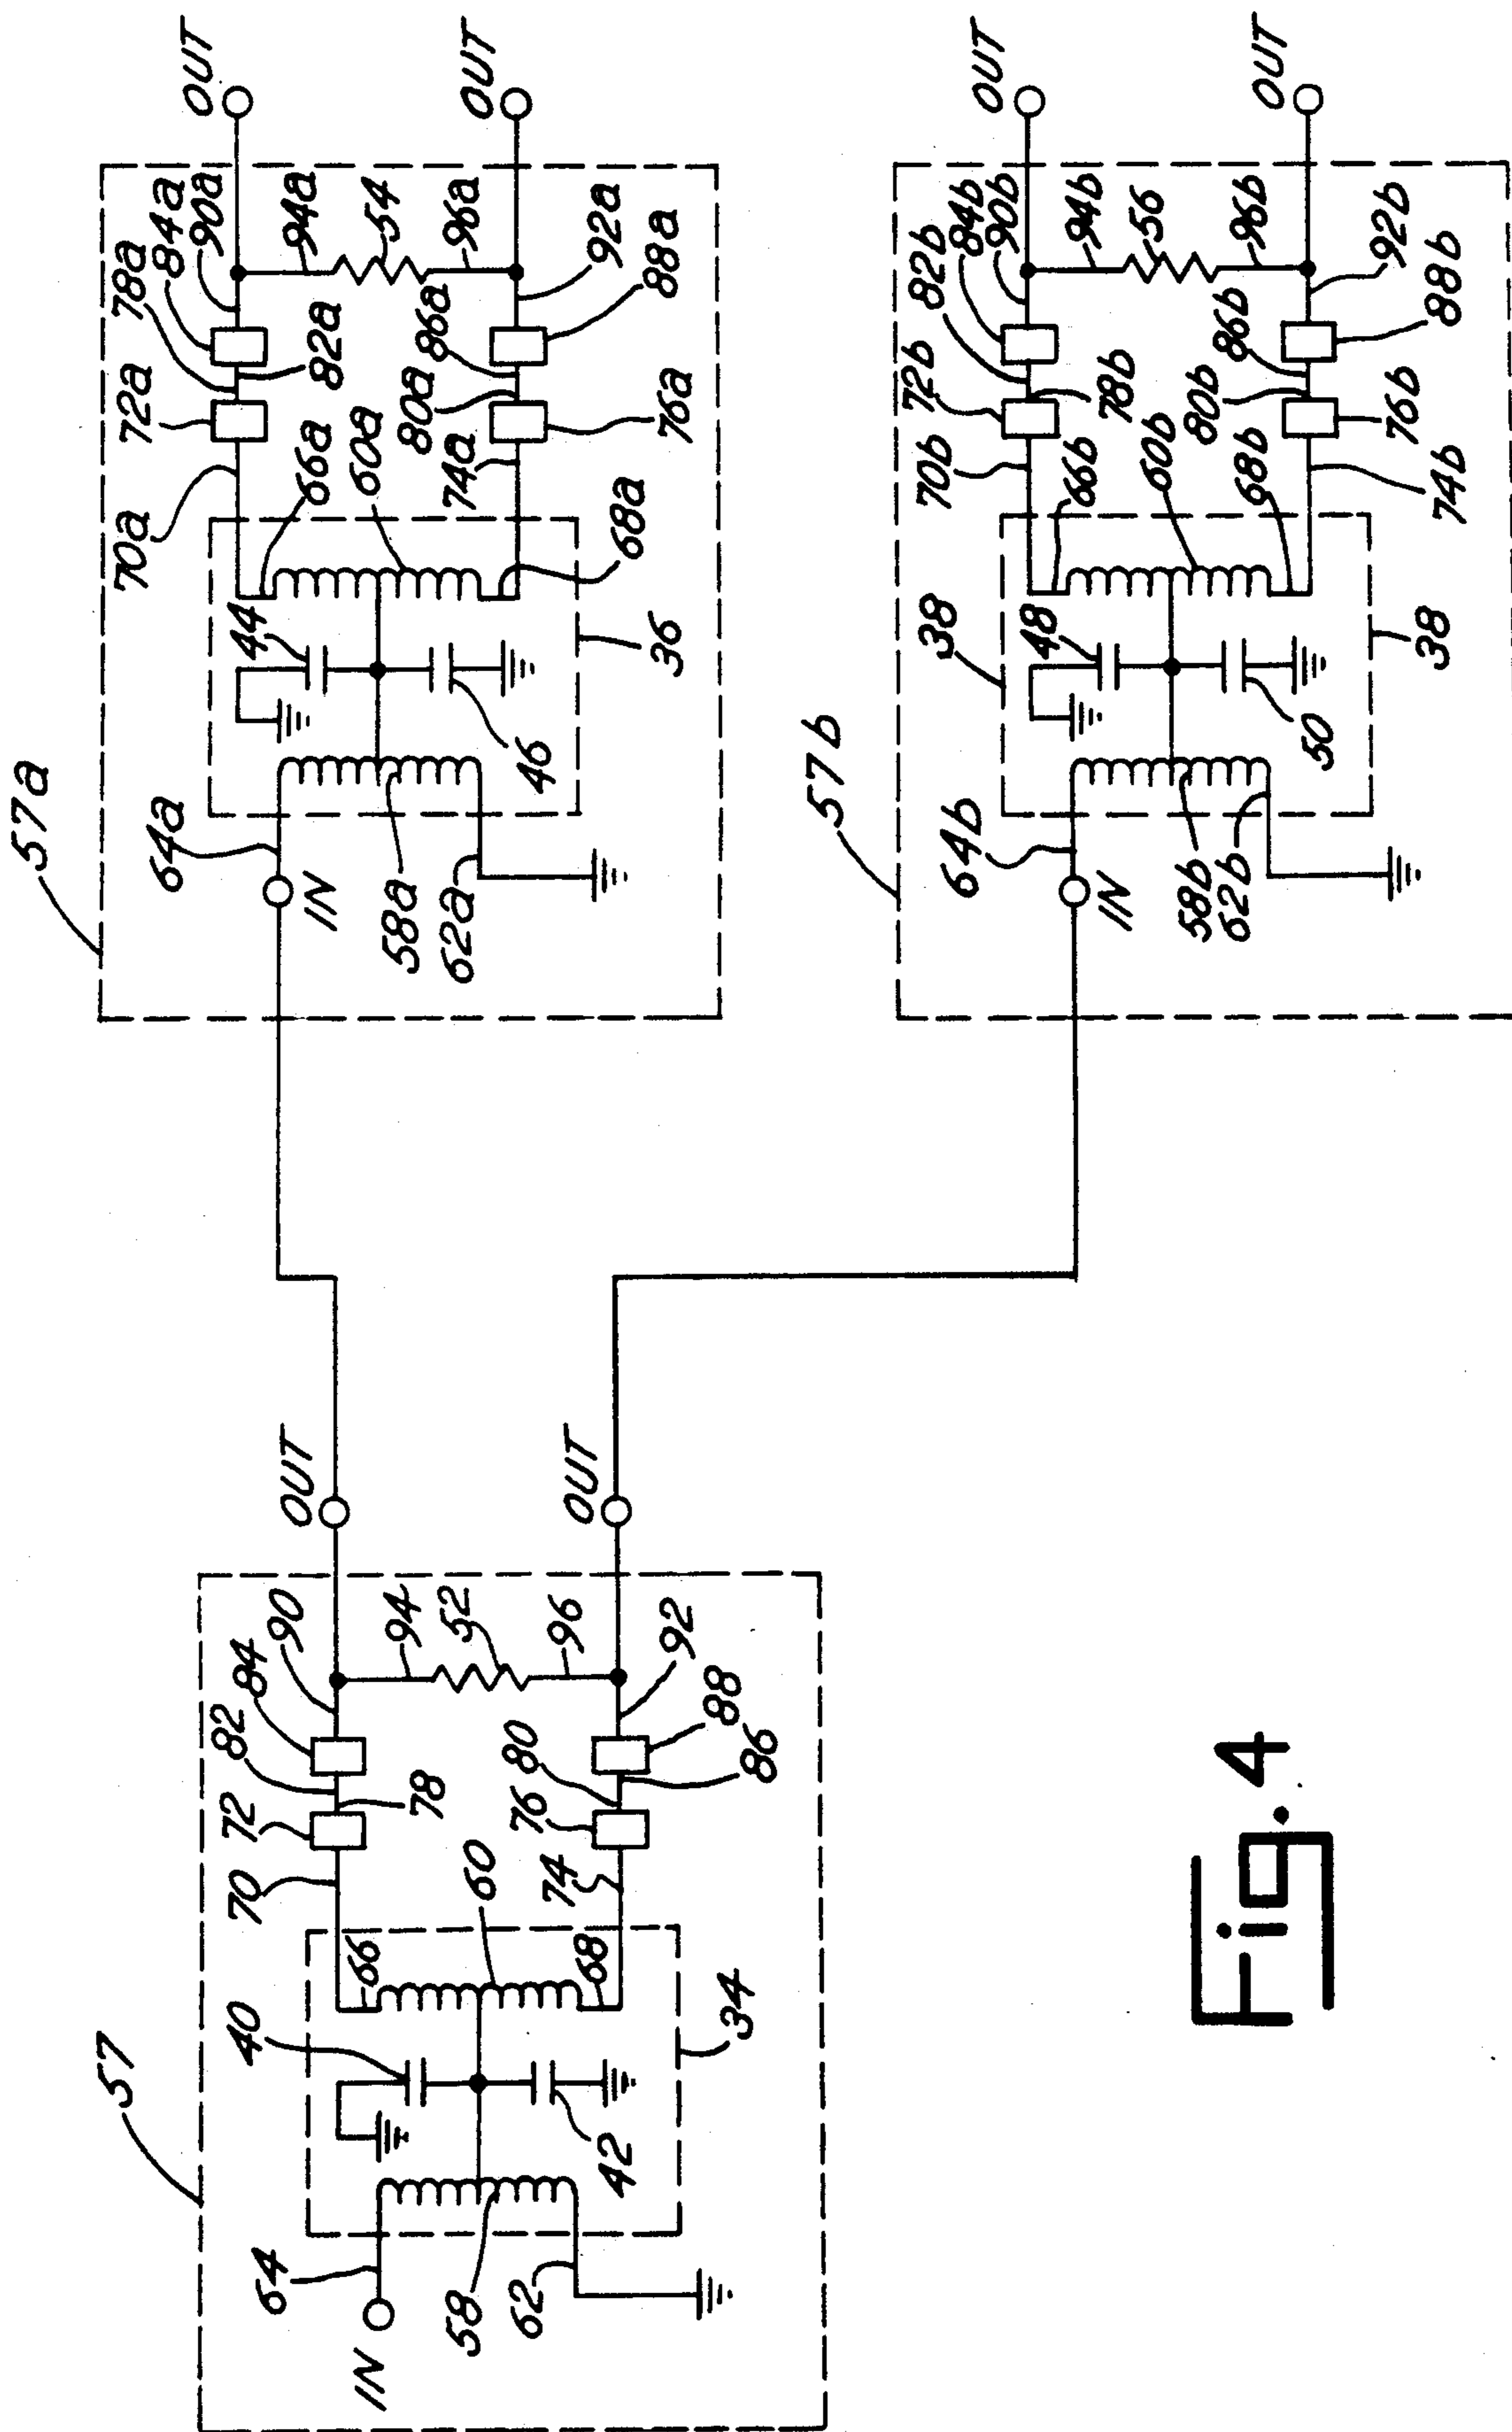 57
IN
64
58
62
40
42
34
66
60
68
70
72
82
84
90
78
94
52
96
74
76
80
88
86
92
OUT
OUT
57a
IN
64a
58a
62a
44
46
36
66a
60a
68a
70a
72a
78a
84a
90a
82a
94a
54
96a
74a
80a
86a
76a
88a
92a
OUT
OUT
57b
IN
64b
58b
62b
38
48
50
38
66b
60b
68b
70b
72b
82b
84b
90b
78b
94b
56
96b
80b
86b
74b
76b
88b
92b
OUT
OUT
Fig. 4